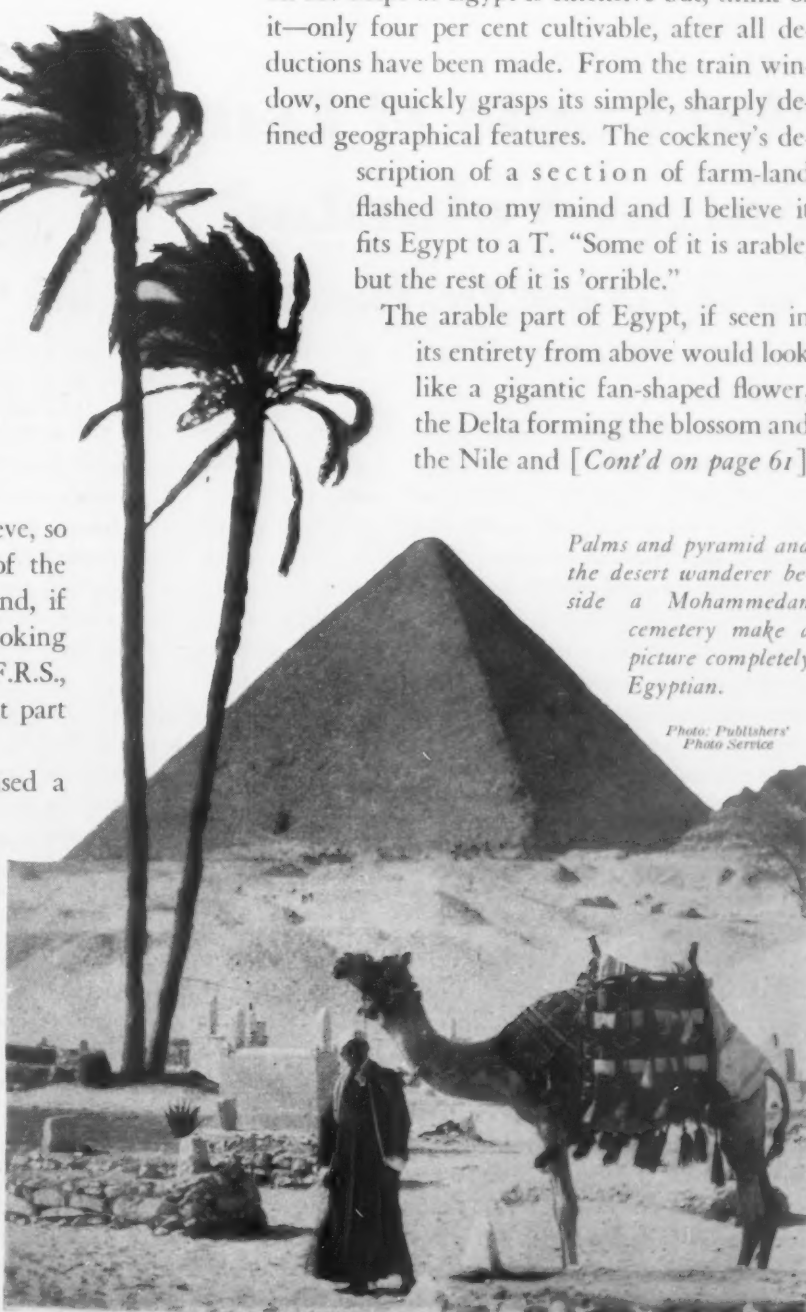 it—only four per cent cultivable, after all de-
ductions have been made. From the train win-
dow, one quickly grasps its simple, sharply de-
fined geographical features. The cockney's de-
scription of a section of farm-land
flashed into my mind and I believe it
fits Egypt to a T. "Some of it is arable
but the rest of it is 'orrible."
The arable part of Egypt, if seen in
its entirety from above would look
like a gigantic fan-shaped flower,
the Delta forming the blossom and
the Nile and [Cont'd on page 61]
eve, so
of the
nd, if
oking
F.R.S.,
t part
sed a
Palms and pyramid and
the desert wanderer be-
side a Mohammedan
cemetery make a
picture completely
Egyptian.
Photo: Publishers'
Photo Service